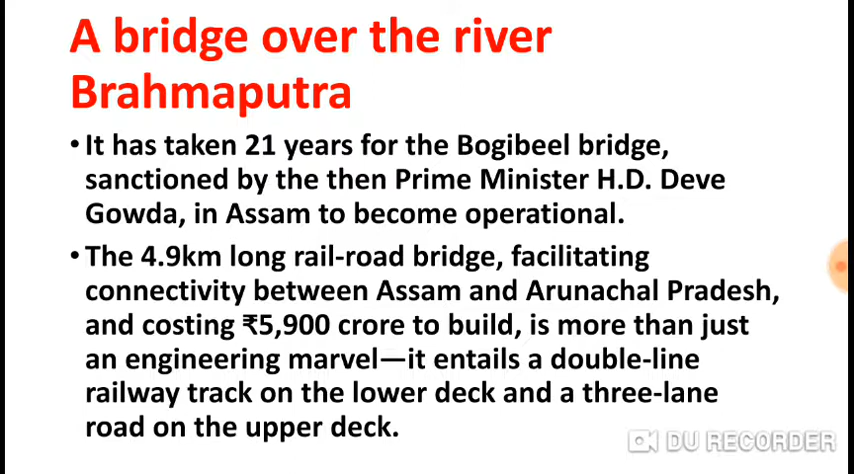 A bridge over the river
Brahmaputra
• It has taken 21 years for the Bogibeel bridge,
sanctioned by the then Prime Minister H.D. Deve
Gowda, in Assam to become operational.
• The 4.9km long rail-road bridge, facilitating
connectivity between Assam and Arunachal Pradesh,
and costing ₹5,900 crore to build, is more than just
an engineering marvel—it entails a double-line
railway track on the lower deck and a three-lane
road on the upper deck.
DU RECORDER